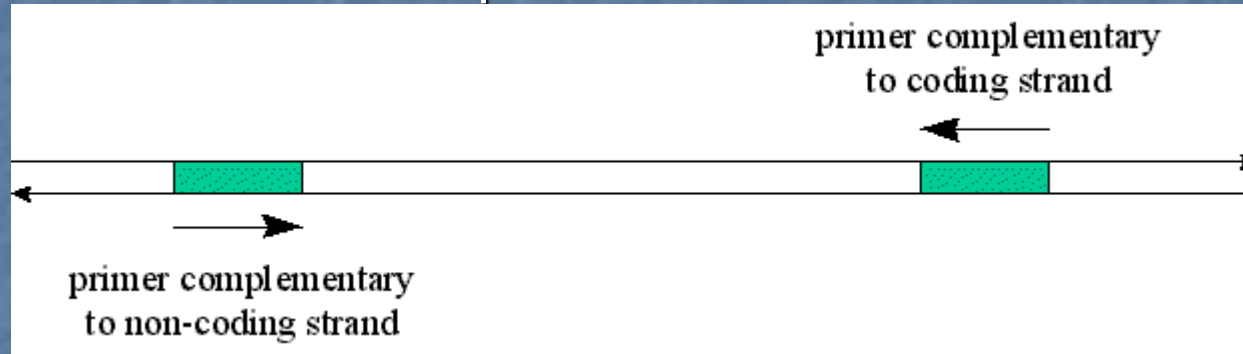 primer complementary
to coding strand
primer complementary
to non-coding strand